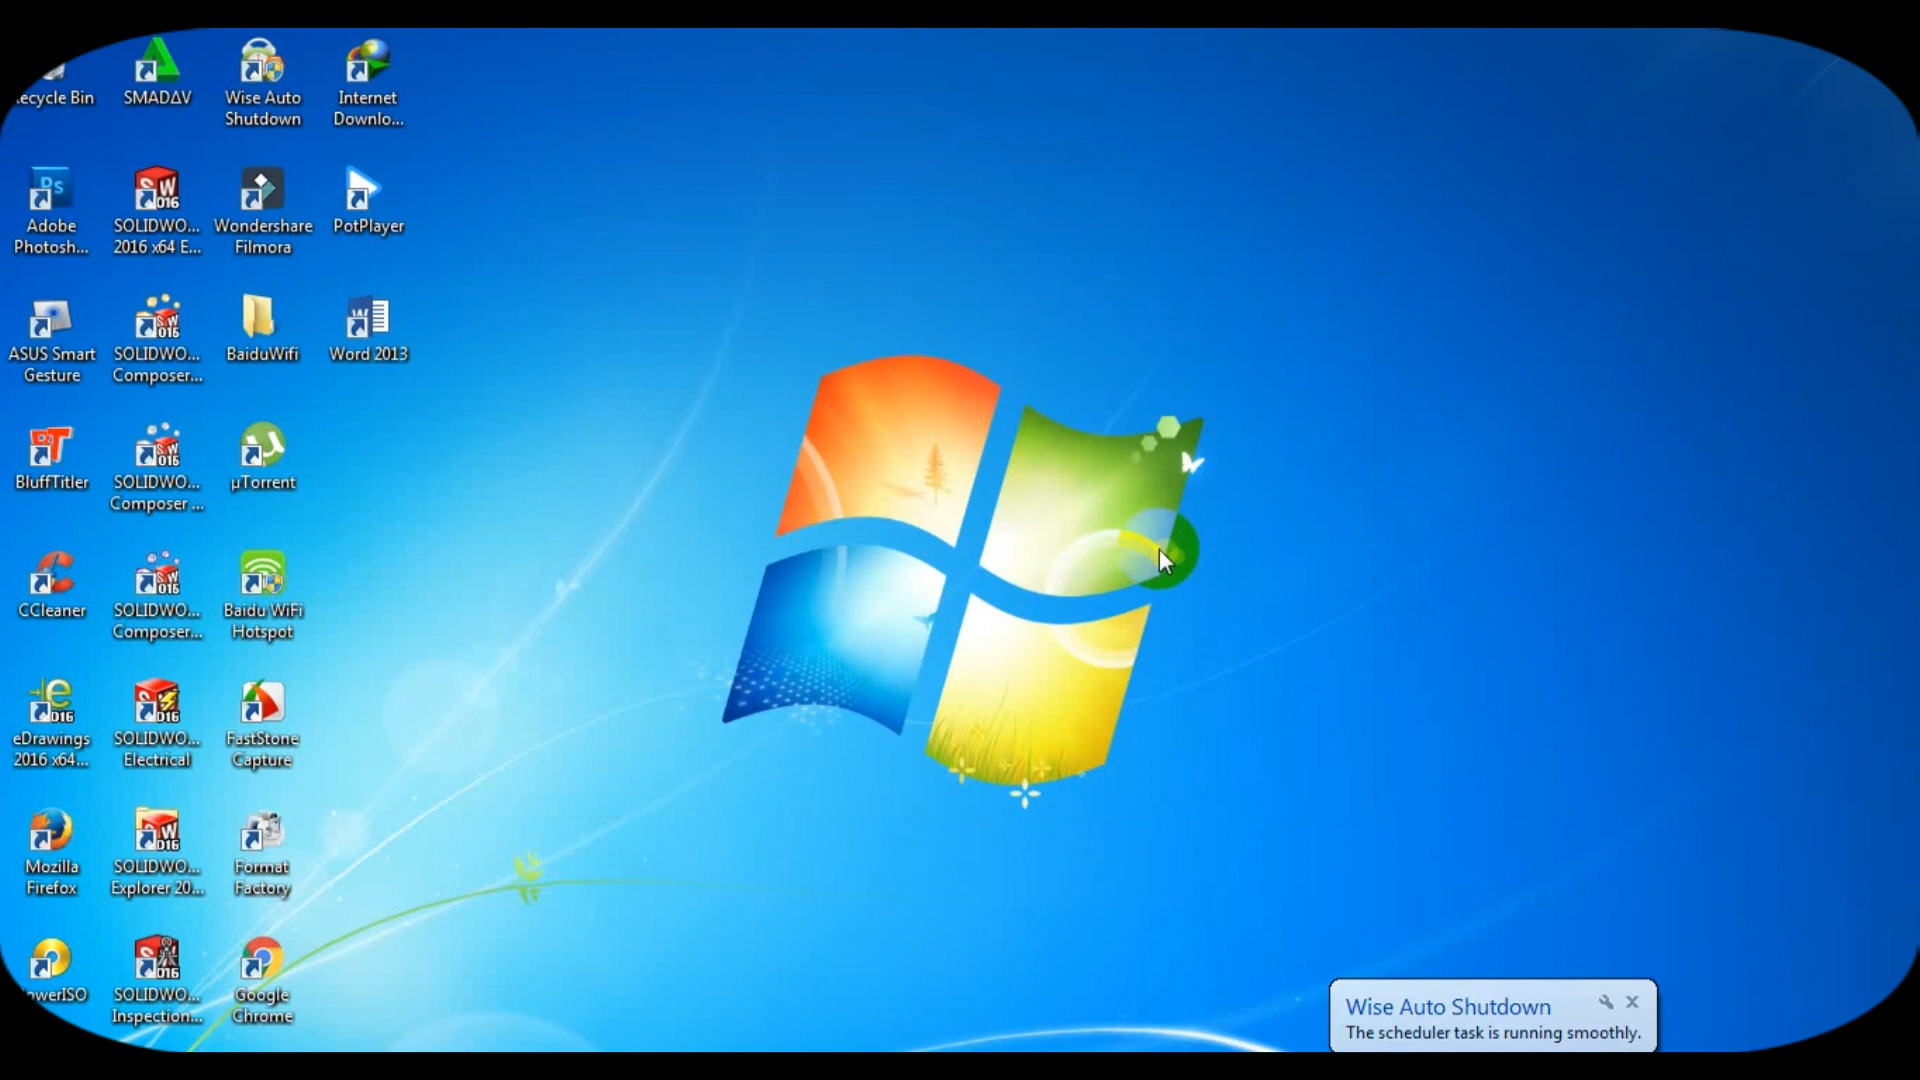 ecycle Bin
SMADΔV
Wise Auto
Shutdown
Internet
Downlo...
Adobe
Photosh...
SOLIDWO...
2016 x64 E...
Wondershare
Filmora
PotPlayer
ASUS Smart
Gesture
SOLIDWO...
Composer...
BaiduWifi
Word 2013
BluffTitler
SOLIDWO...
Composer ...
µTorrent
CCleaner
SOLIDWO...
Composer...
Baidu WiFi
Hotspot
eDrawings
2016 x64...
SOLIDWO...
Electrical
FastStone
Capture
Mozilla
Firefox
SOLIDWO...
Explorer 20...
Format
Factory
owerISO
SOLIDWO...
Inspection...
Google
Chrome
Wise Auto Shutdown
The scheduler task is running smoothly.